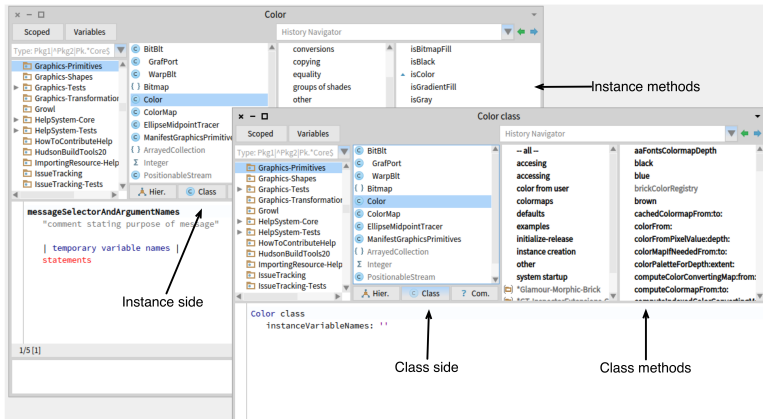 Color
Scoped
Variables
History Navigator
Type: Pkg1|^Pkg2|Pk.*Core$
Graphics-Primitives
Graphics-Shapes
Graphics-Tests
Graphics-Transformation
Growl
HelpSystem-Core
HelpSystem-Tests
HowToContributeHelp
HudsonBuildTools20
ImportingResource-Help
IssueTracking
IssueTracking-Tests
BitBlt
GrafPort
WarpBlt
Bitmap
Color
ColorMap
EllipseMidpointTracer
ManifestGraphicsPrimitives
ArrayedCollection
Integer
PositionableStream
Hier.
Class
conversions
copying
equality
groups of shades
other
isBitmapFill
isBlack
isColor
isGradientFill
isGray
Instance methods
messageSelectorAndArgumentNames
"comment stating purpose of message"
| temporary variable names |
statements
Instance side
1/5 [1]
Color class
Scoped
Variables
History Navigator
Type: Pkg1|^Pkg2|Pk.*Core$
Graphics-Primitives
Graphics-Shapes
Graphics-Tests
Graphics-Transformation
Growl
HelpSystem-Core
HelpSystem-Tests
HowToContributeHelp
HudsonBuildTools20
ImportingResource-Help
IssueTracking
IssueTracking-Tests
BitBlt
GrafPort
WarpBlt
Bitmap
Color
ColorMap
EllipseMidpointTracer
ManifestGraphicsPrimitives
ArrayedCollection
Integer
PositionableStream
Hier.
Class
? Com.
-- all --
accesing
accessing
color from user
colormaps
defaults
examples
initialize-release
instance creation
other
system startup
*Glamour-Morphic-Brick
aaFontsColormapDepth
black
blue
brickColorRegistry
brown
cachedColormapFrom:to:
colorFrom:
colorFromPixelValue:depth:
colorMapIfNeededFrom:to:
colorPaletteForDepth:extent:
computeColorConvertingMap:from:
computeColormapFrom:to:
Color class
instanceVariableNames: ''
Class side
Class methods